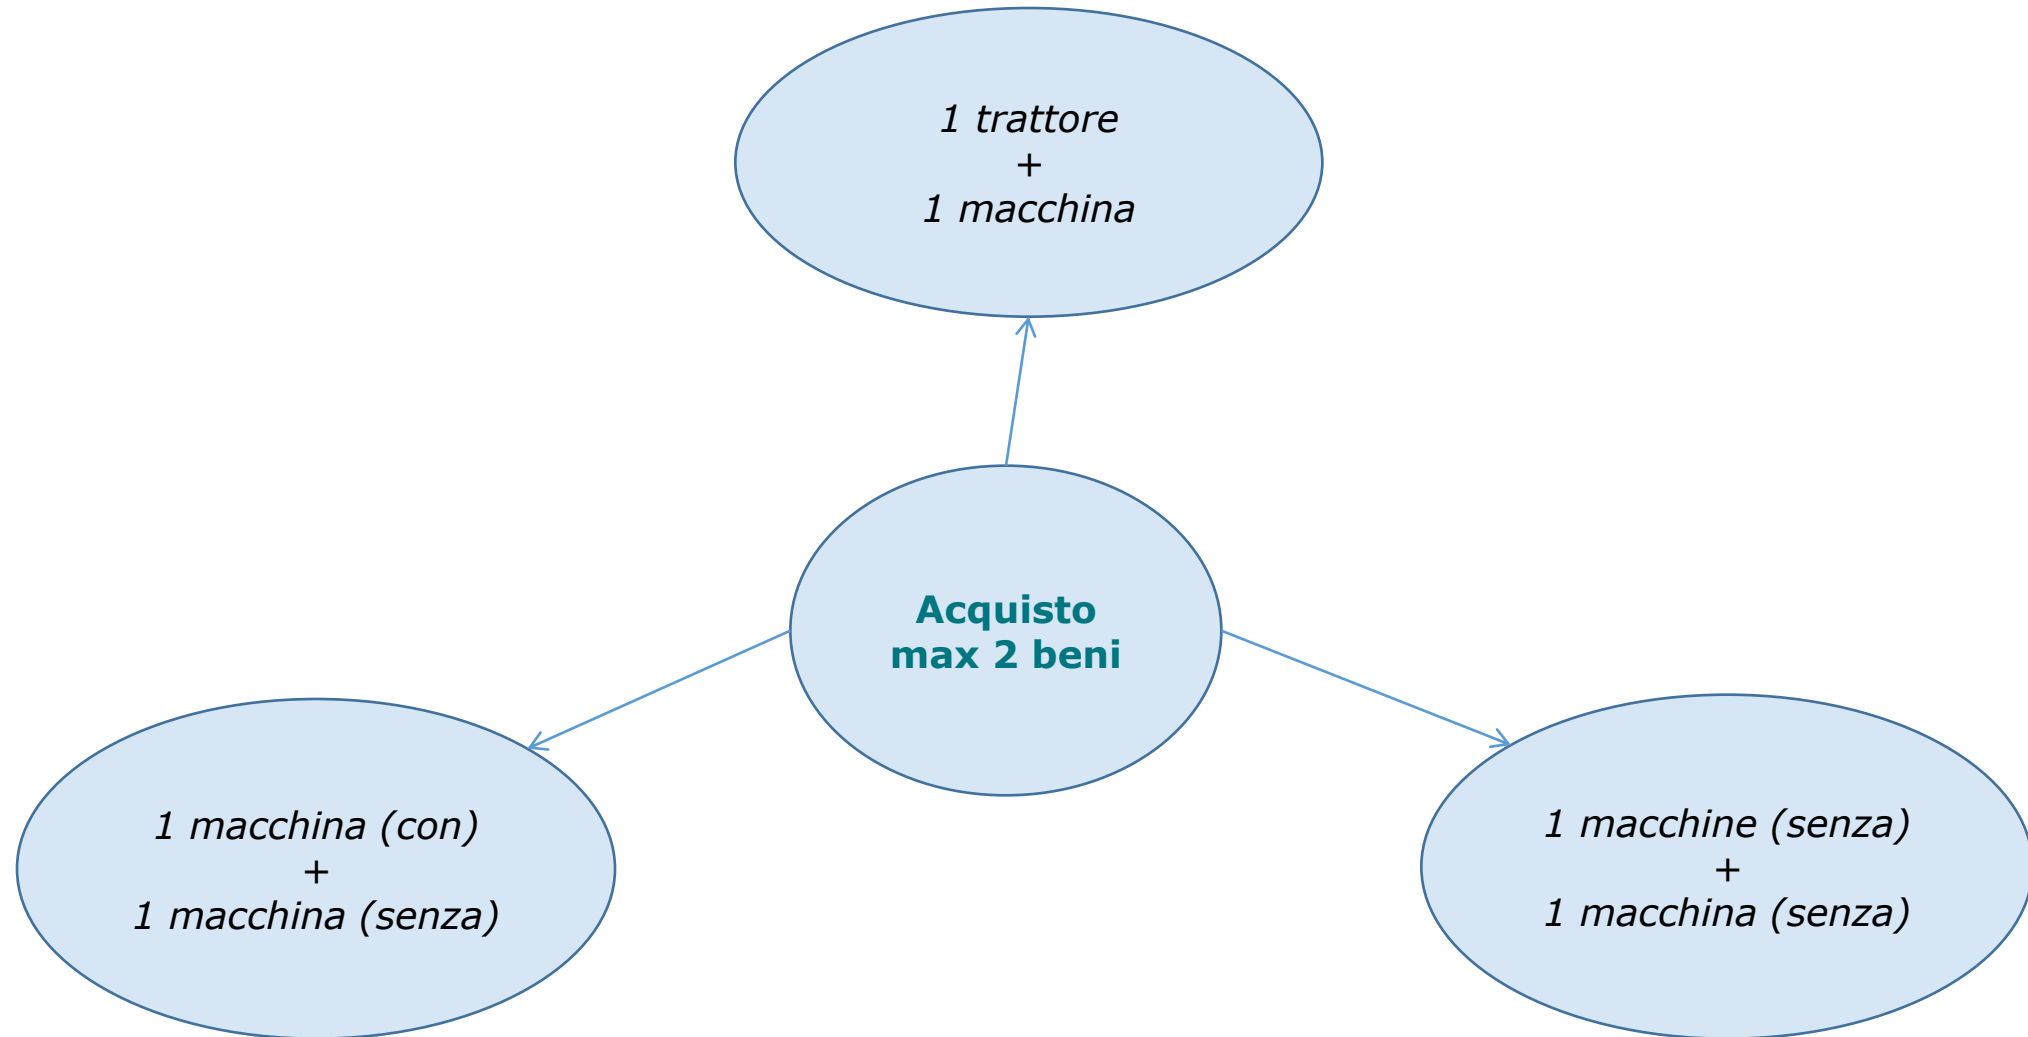 1 trattore
+
1 macchina
Acquisto
max 2 beni
1 macchina (con)
+
1 macchina (senza)
1 macchine (senza)
+
1 macchina (senza)